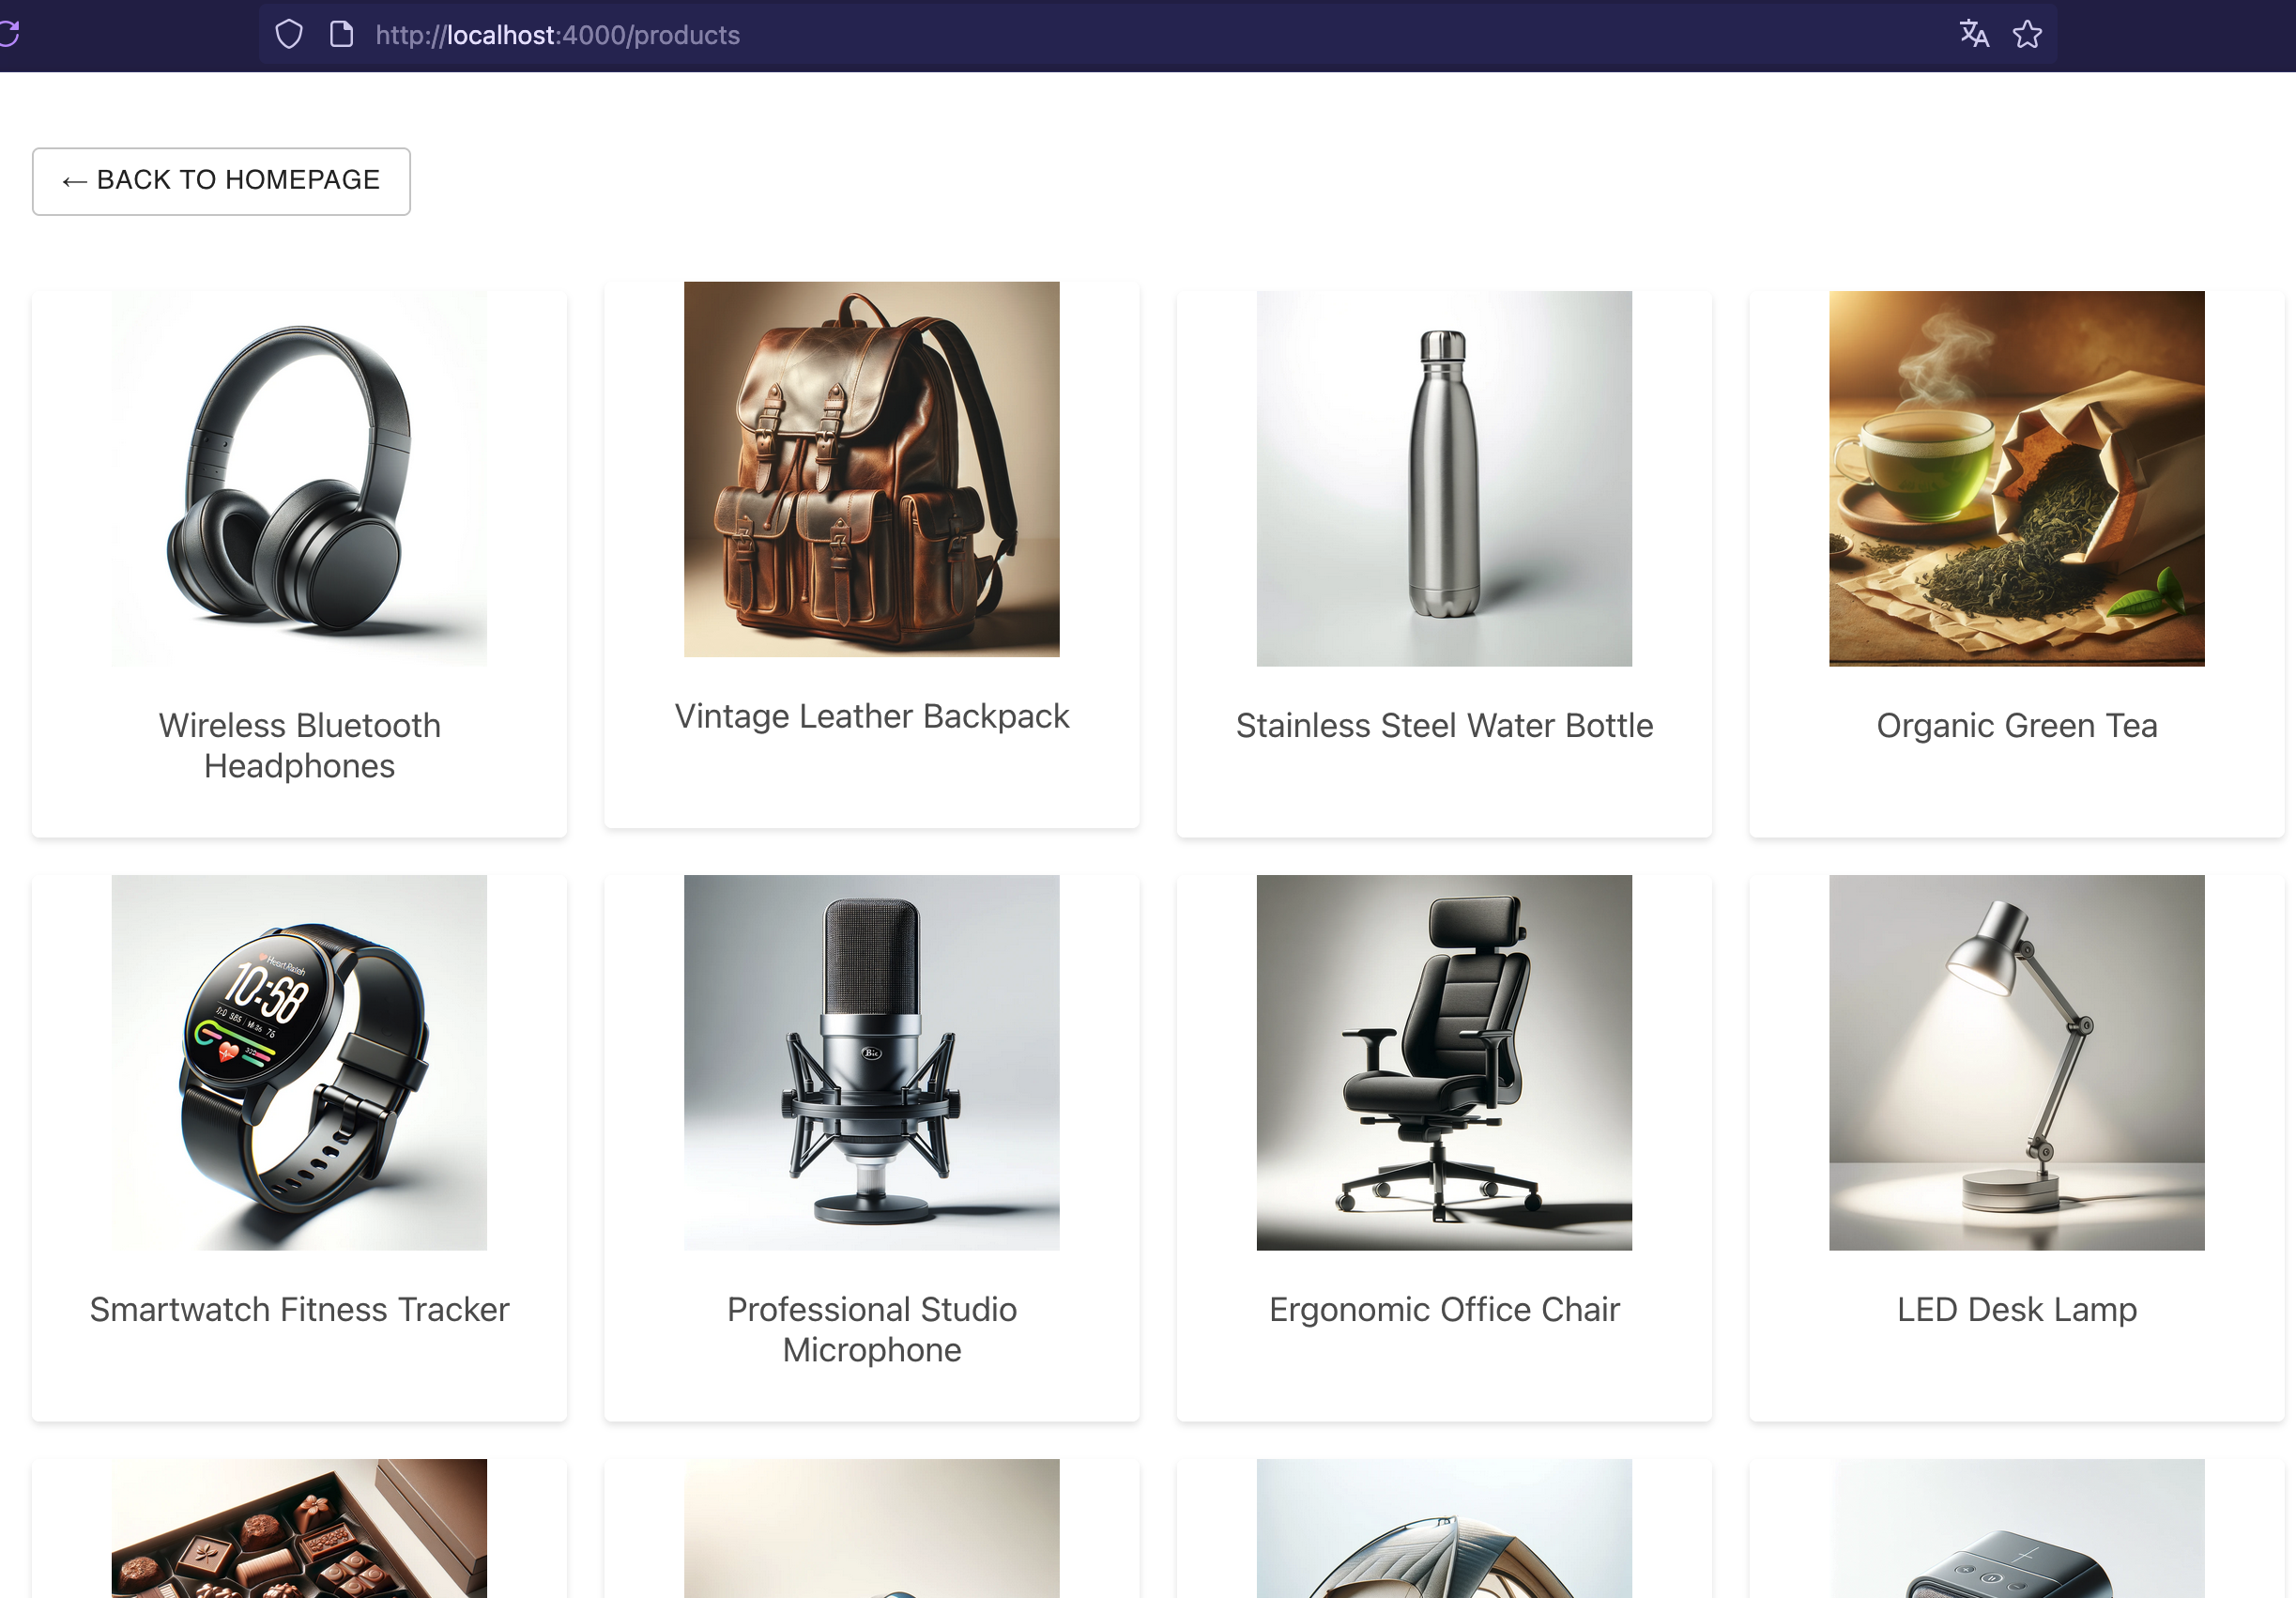 http://localhost:4000/products
← BACK TO HOMEPAGE
Wireless Bluetooth
Headphones
Vintage Leather Backpack
Stainless Steel Water Bottle
Organic Green Tea
10:58
Smartwatch Fitness Tracker
Professional Studio
Microphone
Ergonomic Office Chair
LED Desk Lamp